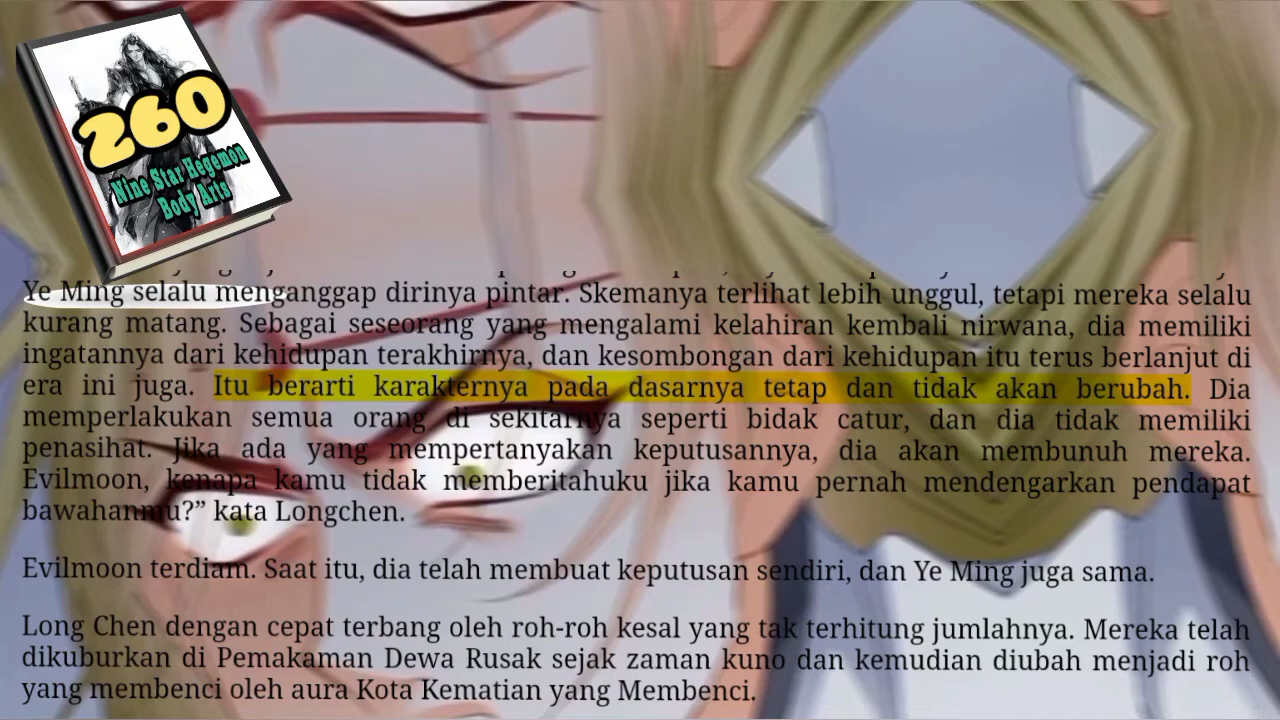 260
Nine Star Hegemon
Body Arts
Ye Ming selalu menganggap dirinya pintar. Skemanya terlihat lebih unggul, tetapi mereka selalu
kurang matang. Sebagai seseorang yang mengalami kelahiran kembali nirwana, dia memiliki
ingatannya dari kehidupan terakhirnya, dan kesombongan dari kehidupan itu terus berlanjut di
era ini juga. Itu berarti karakternya pada dasarnya tetap dan tidak akan berubah. Dia
memperlakukan semua orang di sekitarnya seperti bidak catur, dan dia tidak memiliki
penasihat. Jika ada yang mempertanyakan keputusannya, dia akan membunuh mereka.
Evilmoon, kenapa kamu tidak memberitahuku jika kamu pernah mendengarkan pendapat
bawahanmu?” kata Longchen.
Evilmoon terdiam. Saat itu, dia telah membuat keputusan sendiri, dan Ye Ming juga sama.
Long Chen dengan cepat terbang oleh roh-roh kesal yang tak terhitung jumlahnya. Mereka telah
dikuburkan di Pemakaman Dewa Rusak sejak zaman kuno dan kemudian diubah menjadi roh
yang membenci oleh aura Kota Kematian yang Membenci.